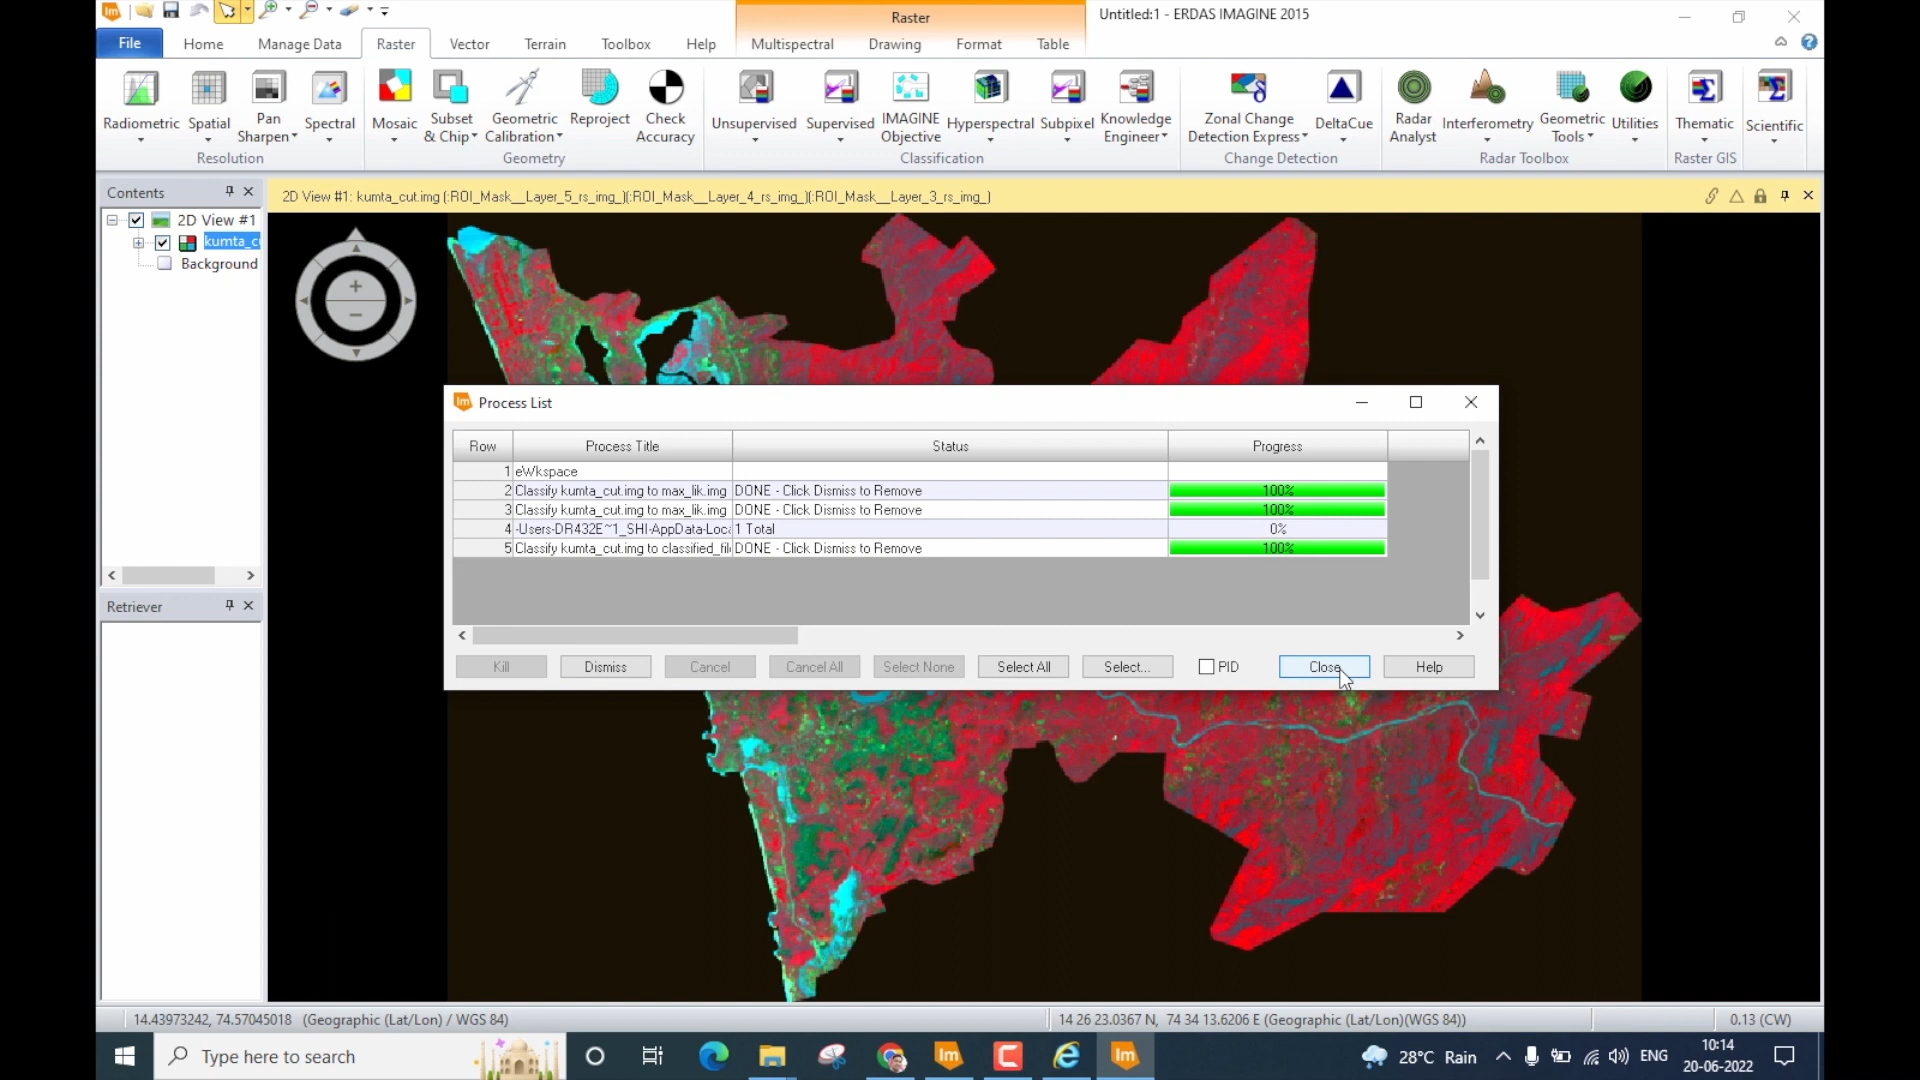 Raster
Untitled:1 - ERDAS IMAGINE 2015
File Home Manage Data Raster Vector Terrain Toolbox Help Multispectral Drawing Format Table
Radiometric Spatial Pan Sharpen Spectral Mosaic Subset & Chip Geometric Calibration Reproject Check Accuracy Unsupervised Supervised IMAGINE Objective Hyperspectral Subpixel Knowledge Engineer Zonal Change Detection Express DeltaCue Radar Analyst Interferometry Geometric Tools Utilities Thematic Scientific
Resolution Geometry Classification Change Detection Radar Toolbox Raster GIS
Contents
2D View #1: kumta_cut.img (:ROI_Mask__Layer_5_rs_img_)(:ROI_Mask__Layer_4_rs_img_)(:ROI_Mask__Layer_3_rs_img_)
2D View #1
kumta_c
Background
Retriever
Process List
Row Process Title Status Progress
1 eWkspace
2 Classify kumta_cut.img to max_lik.img DONE - Click Dismiss to Remove 100%
3 Classify kumta_cut.img to max_lik.img DONE - Click Dismiss to Remove 100%
4 -Users-DR432E~1_SHI-AppData-Loc 1 Total 0%
5 Classify kumta_cut.img to classified_fil DONE - Click Dismiss to Remove 100%
Kill Dismiss Cancel Cancel All Select None Select All Select... PID Close Help
14.43973242, 74.57045018 (Geographic (Lat/Lon) / WGS 84) 14 26 23.0367 N, 74 34 13.6206 E (Geographic (Lat/Lon)(WGS 84)) 0.13 (CW)
Type here to search 28°C Rain ENG 10:14
20-06-2022